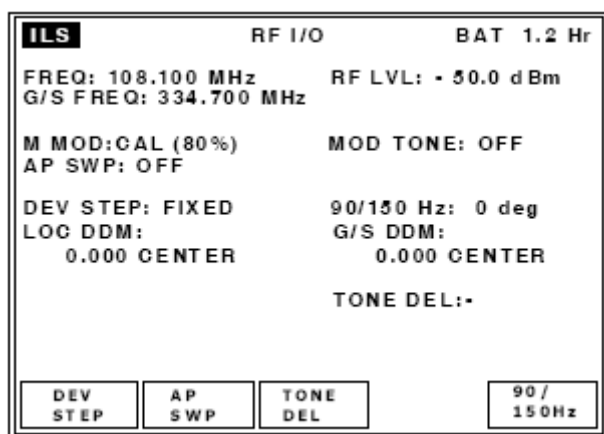 ILS RF I/O BAT 1.2 Hr
FREQ: 108.100 MHz RF LVL: - 50.0 dBm
G/S FREQ: 334.700 MHz
M MOD:CAL (80%) MOD TONE: OFF
AP SWP: OFF
DEV STEP: FIXED 90/150 Hz: 0 deg
LOC DDM: G/S DDM:
0.000 CENTER 0.000 CENTER
TONE DEL:-
DEV STEP AP SWP TONE DEL 90/ 150Hz